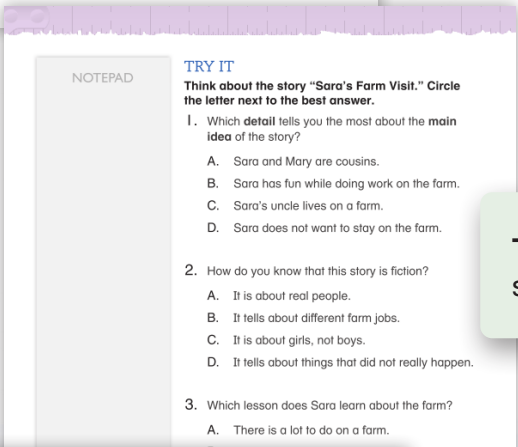 NOTEPAD
TRY IT
Think about the story “Sara’s Farm Visit.” Circle
the letter next to the best answer.
1. Which detail tells you the most about the main
idea of the story?
A. Sara and Mary are cousins.
B. Sara has fun while doing work on the farm.
C. Sara’s uncle lives on a farm.
D. Sara does not want to stay on the farm.
2. How do you know that this story is fiction?
A. It is about real people.
B. It tells about different farm jobs.
C. It is about girls, not boys.
D. It tells about things that did not really happen.
3. Which lesson does Sara learn about the farm?
A. There is a lot to do on a farm.